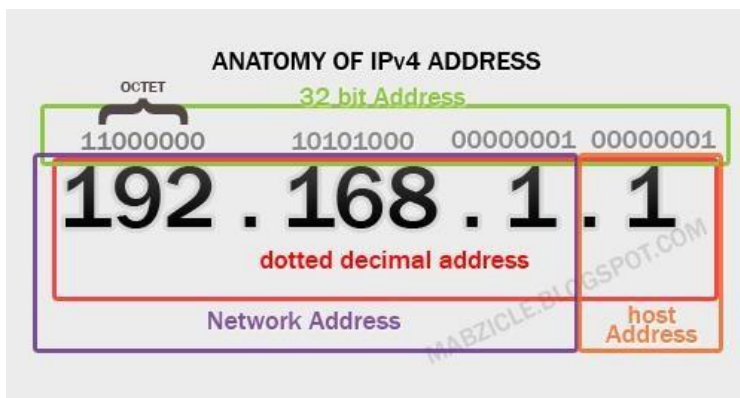 ANATOMY OF IPv4 ADDRESS
OCTET
32 bit Address
11000000 10101000 00000001 00000001
192 . 168 . 1 . 1
dotted decimal address
Network Address
host
Address
MABZICLE.BLOGSPOT.COM